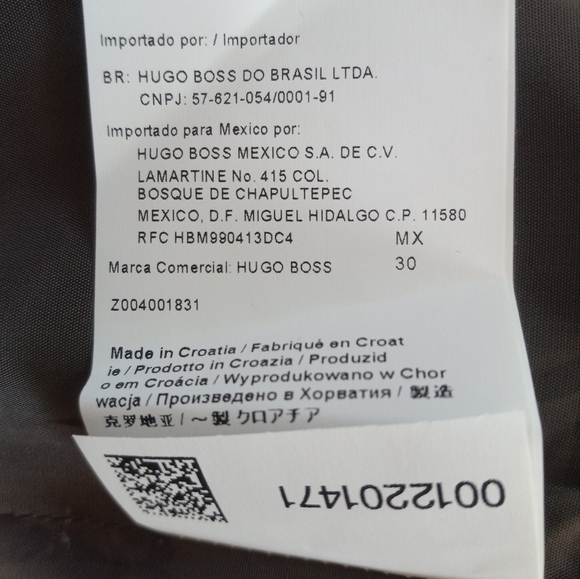 Importado por: / Importador
BR: HUGO BOSS DO BRASIL LTDA.
CNPJ: 57-621-054/0001-91
Importado para Mexico por:
HUGO BOSS MEXICO S.A. DE C.V.
LAMARTINE No. 415 COL.
BOSQUE DE CHAPULTEPEC
MEXICO, D.F. MIGUEL HIDALGO C.P. 11580
RFC HBM990413DC4 MX
Marca Comercial: HUGO BOSS 30
Z004001831
Made in Croatia / Fabriqué en Croat
ie / Prodotto in Croazia / Produzid
o em Croácia / Wyprodukowano w Chor
wacja / Произведено в Хорватия / 製造
克罗地亚 / ～製 クロアチア
0012201471